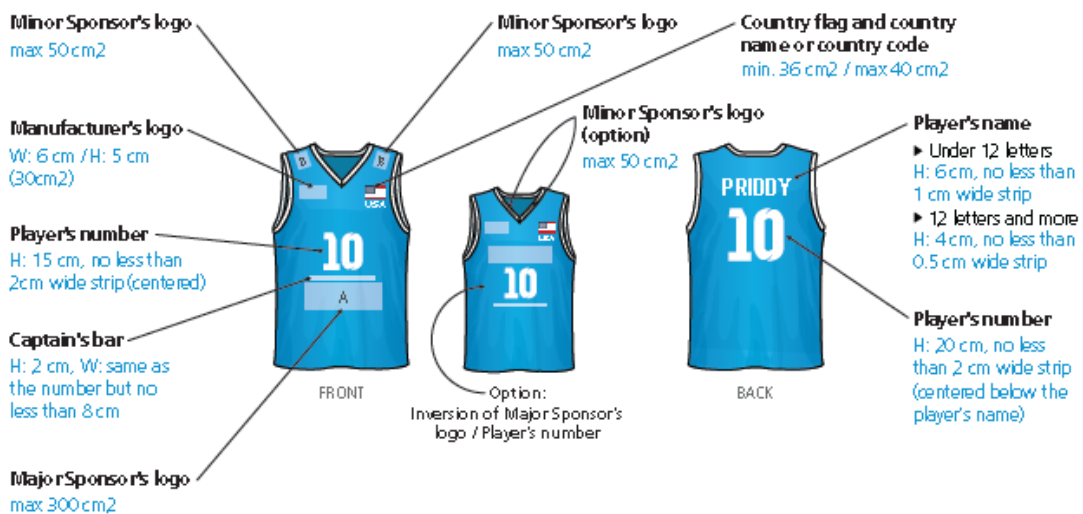 Minor Sponsor's logo
max 50 cm2
Minor Sponsor's logo
max 50 cm2
Country flag and country
name or country code
min. 36 cm2 / max 40 cm2
Manufacturer's logo
W: 6 cm / H: 5 cm
(30cm2)
Minor Sponsor's logo
(option)
max 50 cm2
Player's name
▸ Under 12 letters
H: 6 cm, no less than
1 cm wide strip
▸ 12 letters and more
H: 4 cm, no less than
0.5 cm wide strip
Player's number
H: 15 cm, no less than
2cm wide strip (centered)
Captain's bar
H: 2 cm, W: same as
the number but no
less than 8 cm
Major Sponsor's logo
max 300 cm2
B
B
USA
10
A
FRONT
USA
10
Option:
Inversion of Major Sponsor's
logo / Player's number
PRIDDY
10
BACK
Player's number
H: 20 cm, no less
than 2 cm wide strip
(centered below the
player's name)